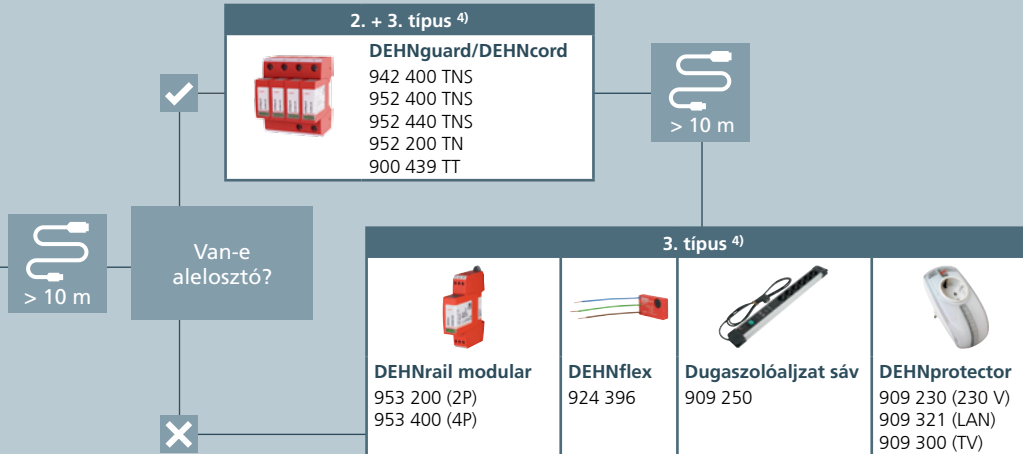 2. + 3. típus 4)
DEHNguard/DEHNcord
942 400 TNS
952 400 TNS
952 440 TNS
952 200 TN
900 439 TT
> 10 m
> 10 m
Van-e
alelosztó?
3. típus 4)
DEHNrail modular
953 200 (2P)
953 400 (4P)
DEHNflex
924 396
Dugaszolóaljzat sáv
909 250
DEHNprotector
909 230 (230 V)
909 321 (LAN)
909 300 (TV)